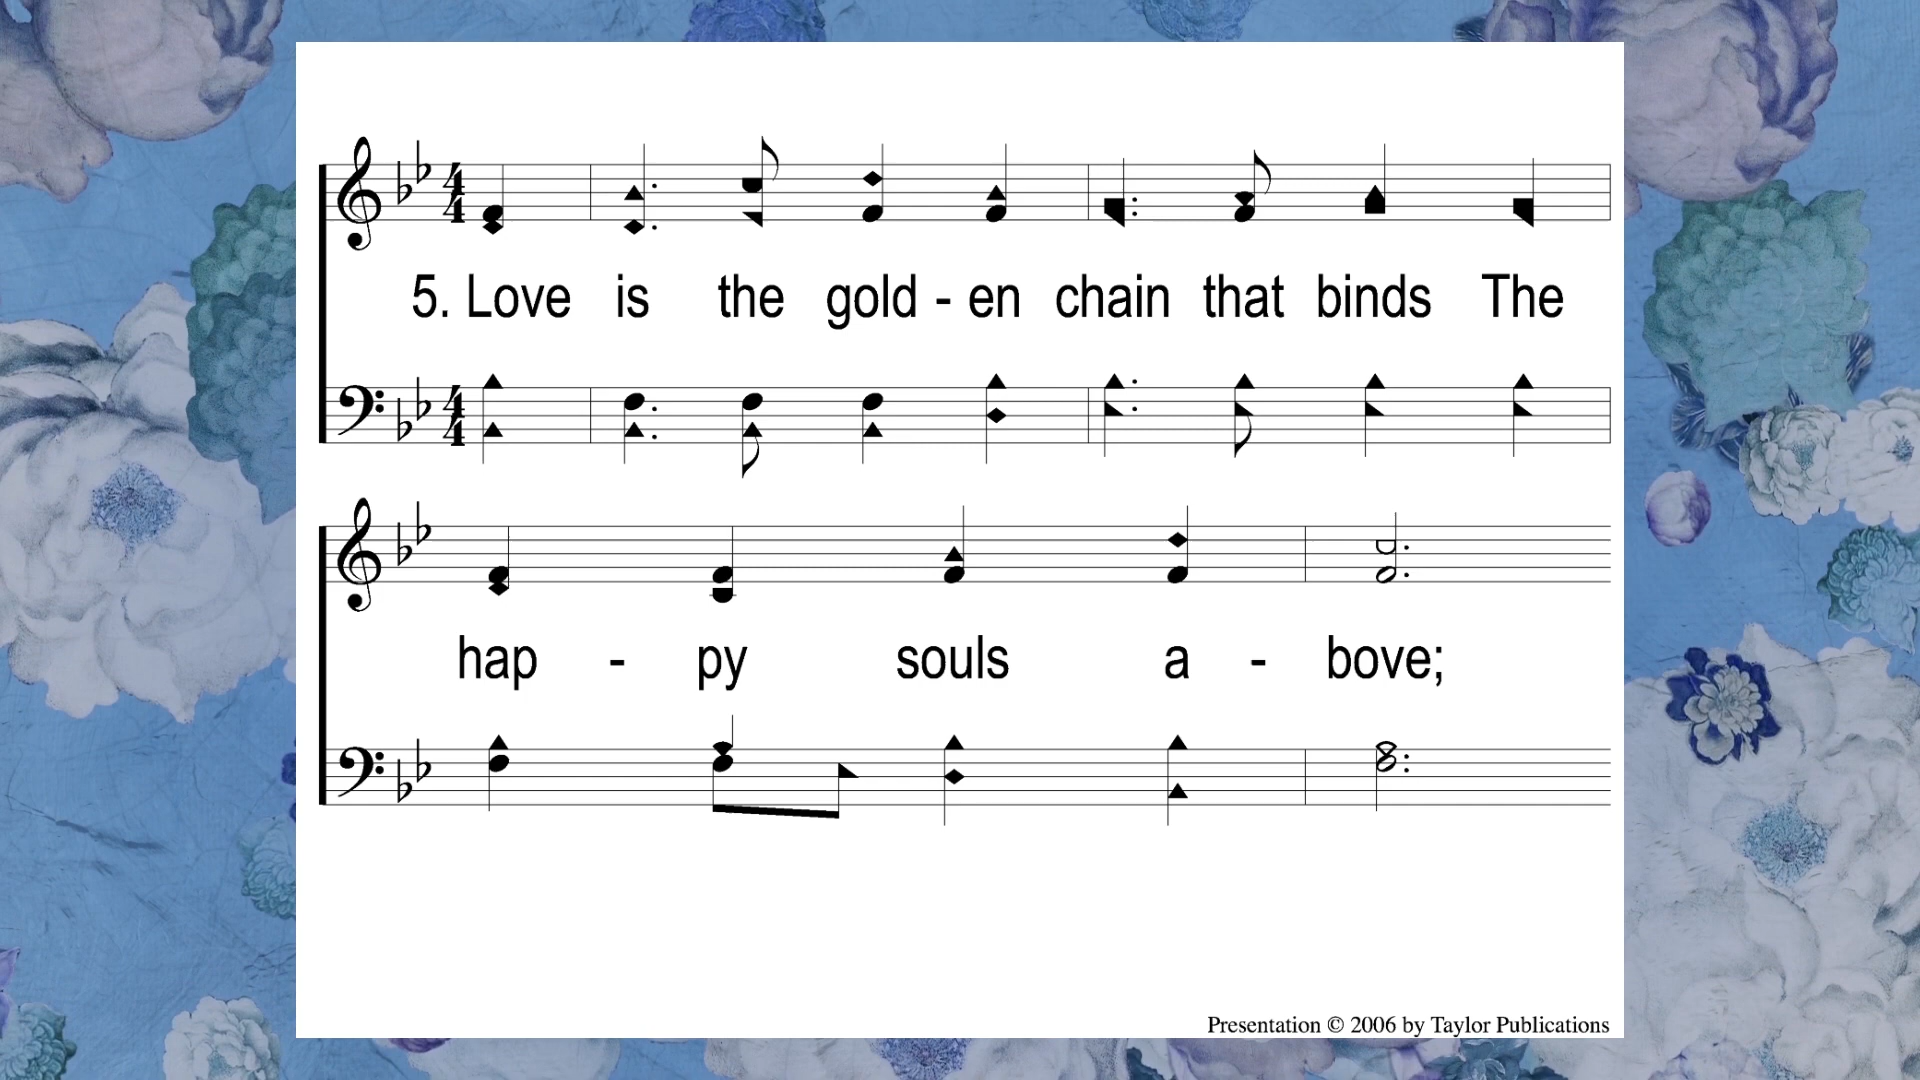 5. Love is the gold - en chain that binds The
hap - py souls a - bove;
Presentation © 2006 by Taylor Publications